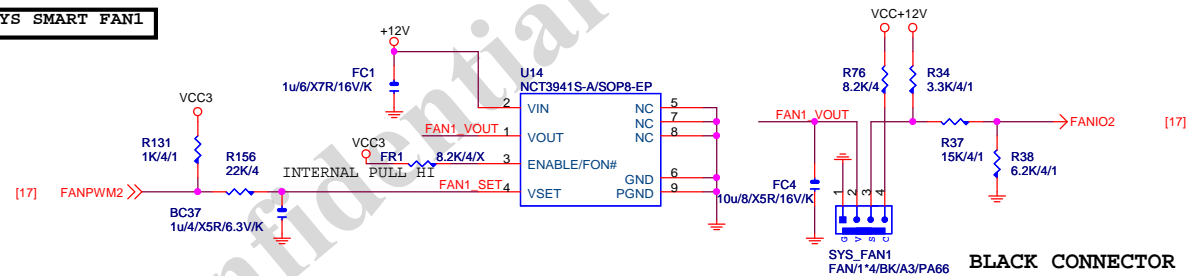 YS SMART FAN1
VCC+12V
+12V
FC1
1u/6/X7R/16V/K
U14
NCT3941S-A/SOP8-EP
R76
8.2K/4
R34
3.3K/4/1
VCC3
2 VIN NC 5
NC 7
FAN1_VOUT 1 VOUT NC 8
FAN1_VOUT
R131
1K/4/1
R156
22K/4
VCC3
FR1 8.2K/4/X
3 ENABLE/FON#
INTERNAL PULL HI
GND 6
[17] FANPWM2
FAN1_SET 4 VSET PGND 9
R37
15K/4/1
FANIO2 [17]
R38
6.2K/4/1
BC37
1u/4/X5R/6.3V/K
FC4
10u/8/X5R/16V/K
1 2 3 4
G V S C
SYS_FAN1
FAN/1*4/BK/A3/PA66
BLACK CONNECTOR
onfidential